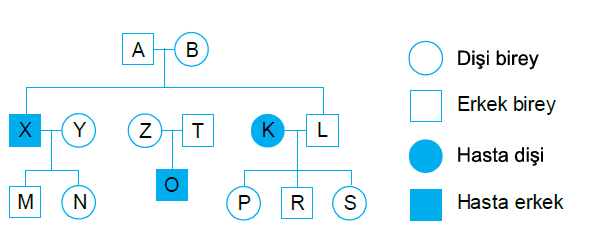 A B
Dişi birey
Erkek birey
X Y Z T K L
Hasta dişi
O
M N P R S
Hasta erkek